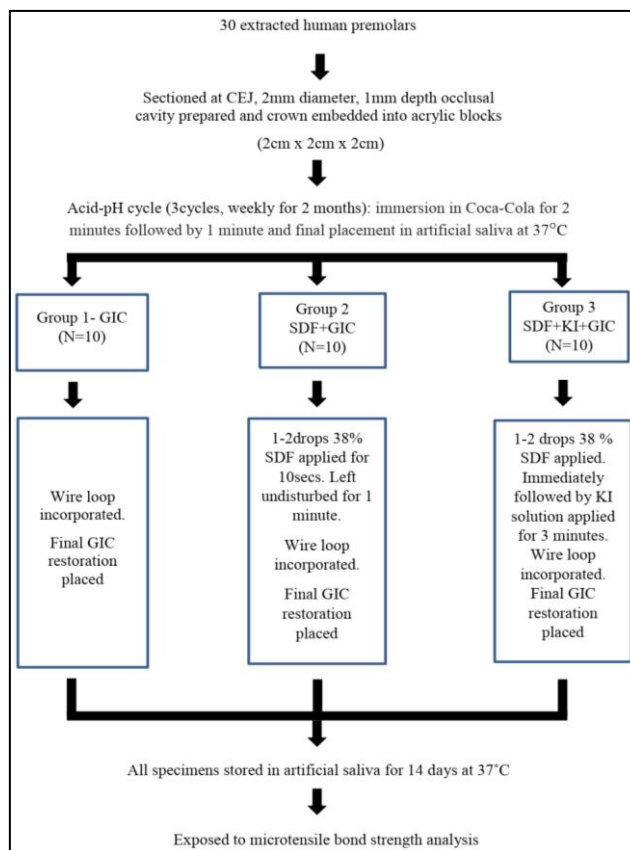 30 extracted human premolars
Sectioned at CEJ, 2mm diameter, 1mm depth occlusal
cavity prepared and crown embedded into acrylic blocks
(2cm x 2cm x 2cm)
Acid-pH cycle (3cycles, weekly for 2 months): immersion in Coca-Cola for 2
minutes followed by 1 minute and final placement in artificial saliva at 37°C
Group 1- GIC
(N=10)
Group 2
SDF+GIC
(N=10)
Group 3
SDF+KI+GIC
(N=10)
Wire loop
incorporated.
Final GIC
restoration
placed
1-2drops 38%
SDF applied for
10secs. Left
undisturbed for 1
minute.
Wire loop
incorporated.
Final GIC
restoration
placed
1-2 drops 38 %
SDF applied.
Immediately
followed by KI
solution applied
for 3 minutes.
Wire loop
incorporated.
Final GIC
restoration
placed
All specimens stored in artificial saliva for 14 days at 37˚C
Exposed to microtensile bond strength analysis